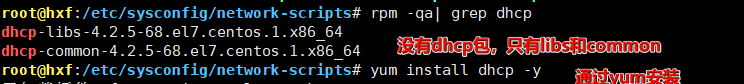 root@hxf:/etc/sysconfig/network-scripts# rpm -qa| grep dhcp
dhcp-libs-4.2.5-68.el7.centos.1.x86_64
dhcp-common-4.2.5-68.el7.centos.1.x86_64 没有dhcp包，只有libs和common
root@hxf:/etc/sysconfig/network-scripts# yum install dhcp -y
通过yum安装